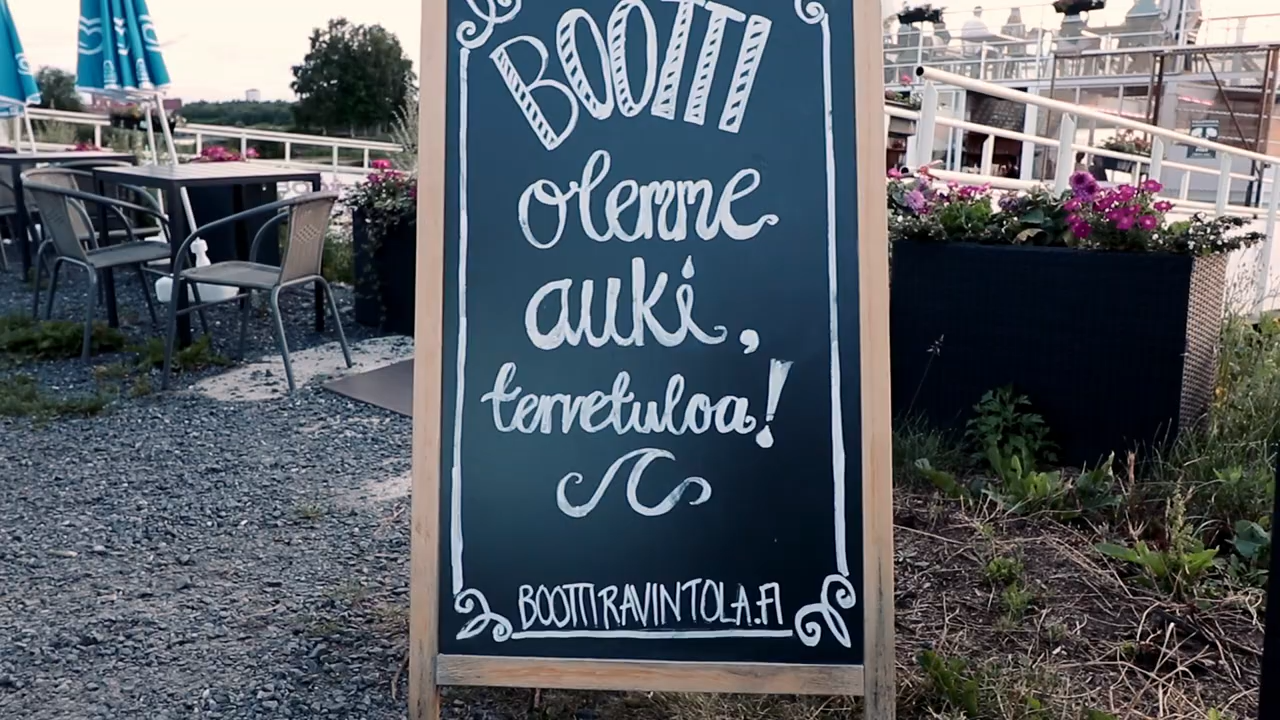 BOOTTI
olemme
auki,
tervetuloa!
BOOTTIRAVINTOLA.FI